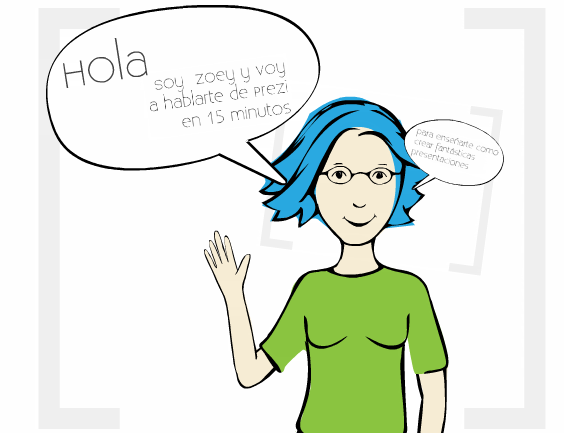 Hola
soy zoey y voy
a hablarte de Prezi
en 15 minutos
para enseñarte como
crear fantásticas
presentaciones